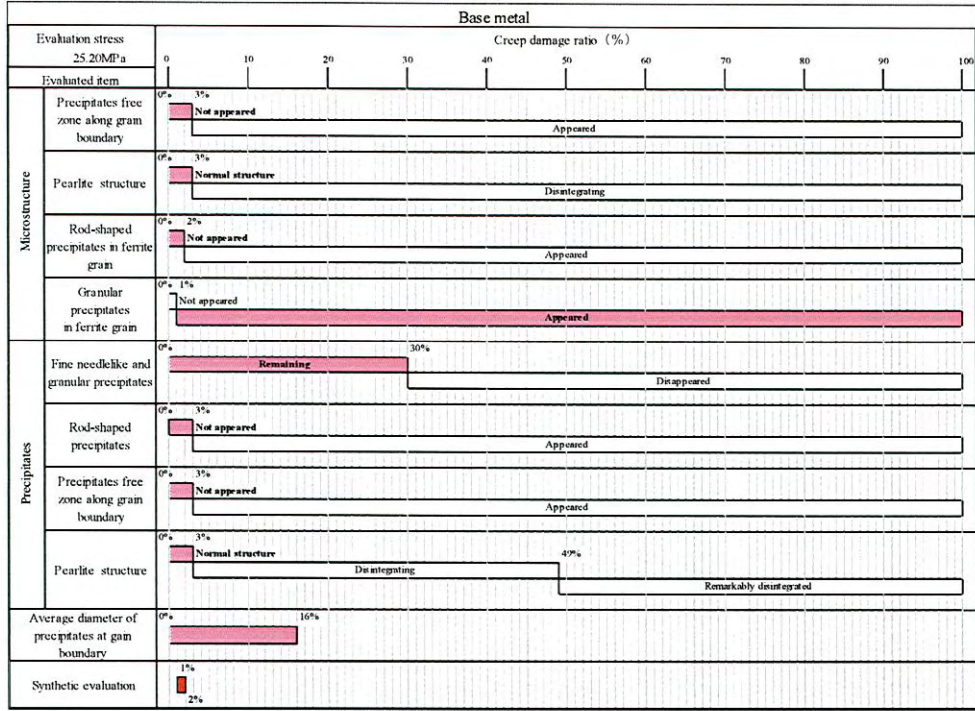 Base metal
Evaluation stress
25.20MPa
Creep damage ratio (%)
0 10 20 30 40 50 60 70 80 90 100
Evaluated item
Microstructure
Precipitates free
zone along grain
boundary
0% 3%
Not appeared
Appeared
Pearlite structure
0% 3%
Normal structure
Disintegrating
Rod-shaped
precipitates in ferrite
grain
0% 2%
Not appeared
Appeared
Granular
precipitates
in ferrite grain
0% 1%
Not appeared
Appeared
Precipitates
Fine needlelike and
granular precipitates
0% 30%
Remaining
Disappeared
Rod-shaped
precipitates
0% 3%
Not appeared
Appeared
Precipitates free
zone along grain
boundary
0% 3%
Not appeared
Appeared
Pearlite structure
0% 3% 49%
Normal structure
Disintegrating
Remarkably disintegrated
Average diameter of
precipitates at gain
boundary
0% 16%
Synthetic evaluation
1%
2%